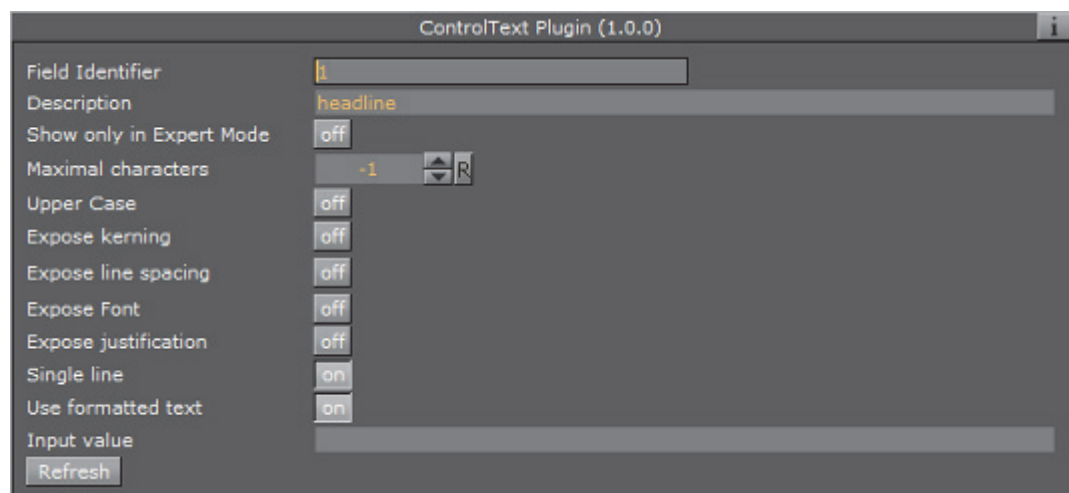 ControlText Plugin (1.0.0) i
Field Identifier 1
Description headline
Show only in Expert Mode off
Maximal characters -1 R
Upper Case off
Expose kerning off
Expose line spacing off
Expose Font off
Expose justification off
Single line on
Use formatted text on
Input value
Refresh